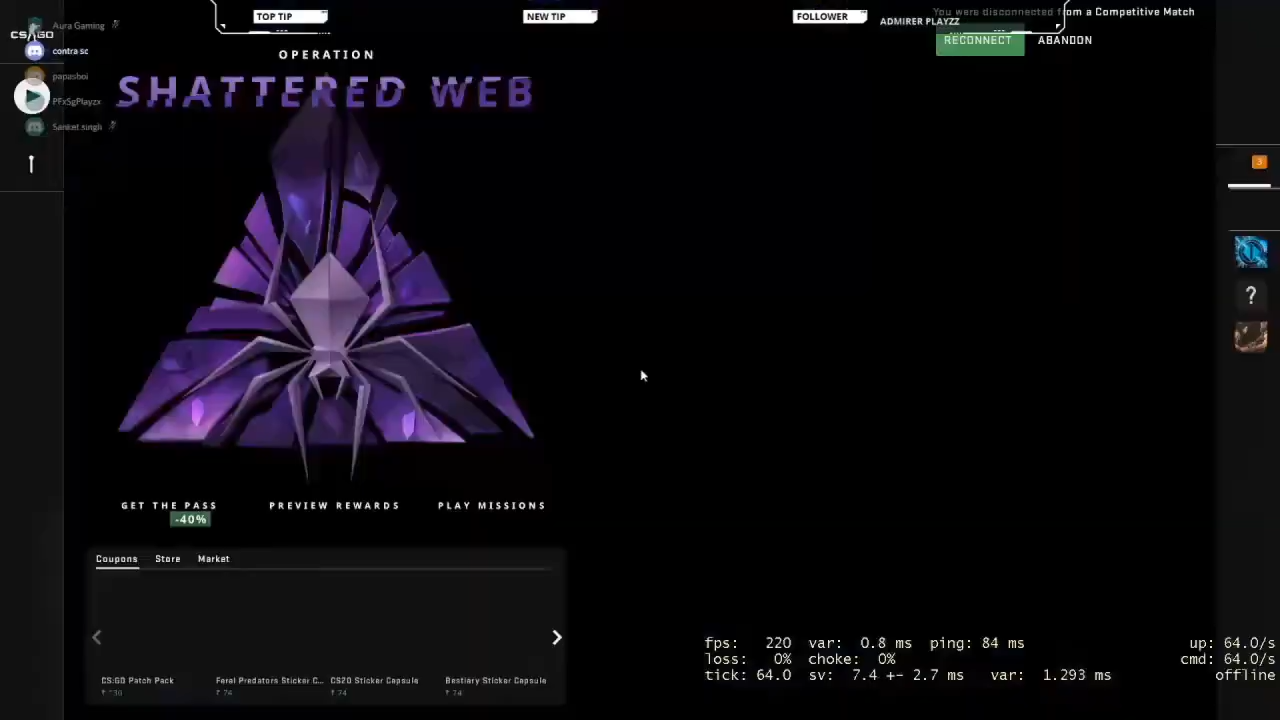 TOP TIP
NEW TIP
FOLLOWER
ADMIRER PLAYZZ
You were disconnected from a Competitive Match
RECONNECT
ABANDON
CS:GO
Aura Gaming
contra sc
papasboi
PFxSgPlayzx
Sanket.singh
OPERATION
SHATTERED WEB
3
?
GET THE PASS
-40%
PREVIEW REWARDS
PLAY MISSIONS
Coupons Store Market
CS:GO Patch Pack
Feral Predators Sticker C...
₹ 74
CS20 Sticker Capsule
₹ 74
Bestiary Sticker Capsule
₹ 74
fps: 220 var: 0.8 ms ping: 84 ms
loss: 0% choke: 0%
tick: 64.0 sv: 7.4 +- 2.7 ms var: 1.293 ms
up: 64.0/s
cmd: 64.0/s
offline